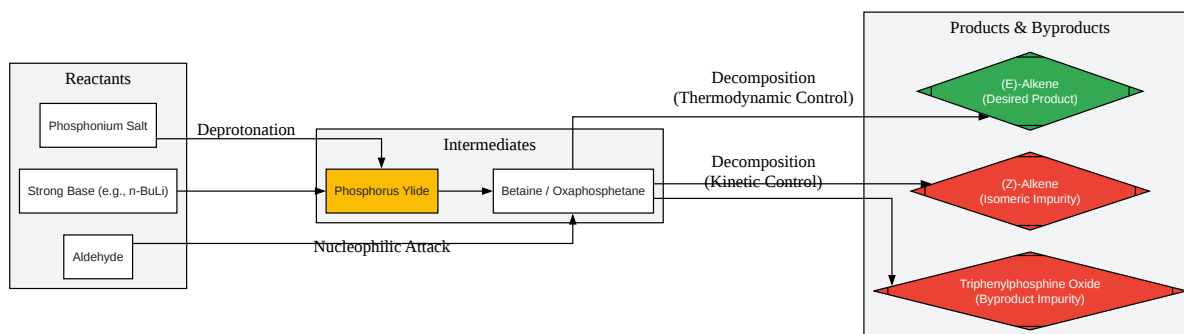 Products & Byproducts
Reactants
Phosphonium Salt
Strong Base (e.g., n-BuLi)
Aldehyde
Deprotonation
Nucleophilic Attack
Intermediates
Phosphorus Ylide
Betaine / Oxaphosphetane
Decomposition
(Thermodynamic Control)
Decomposition
(Kinetic Control)
(E)-Alkene
(Desired Product)
(Z)-Alkene
(Isomeric Impurity)
Triphenylphosphine Oxide
(Byproduct Impurity)